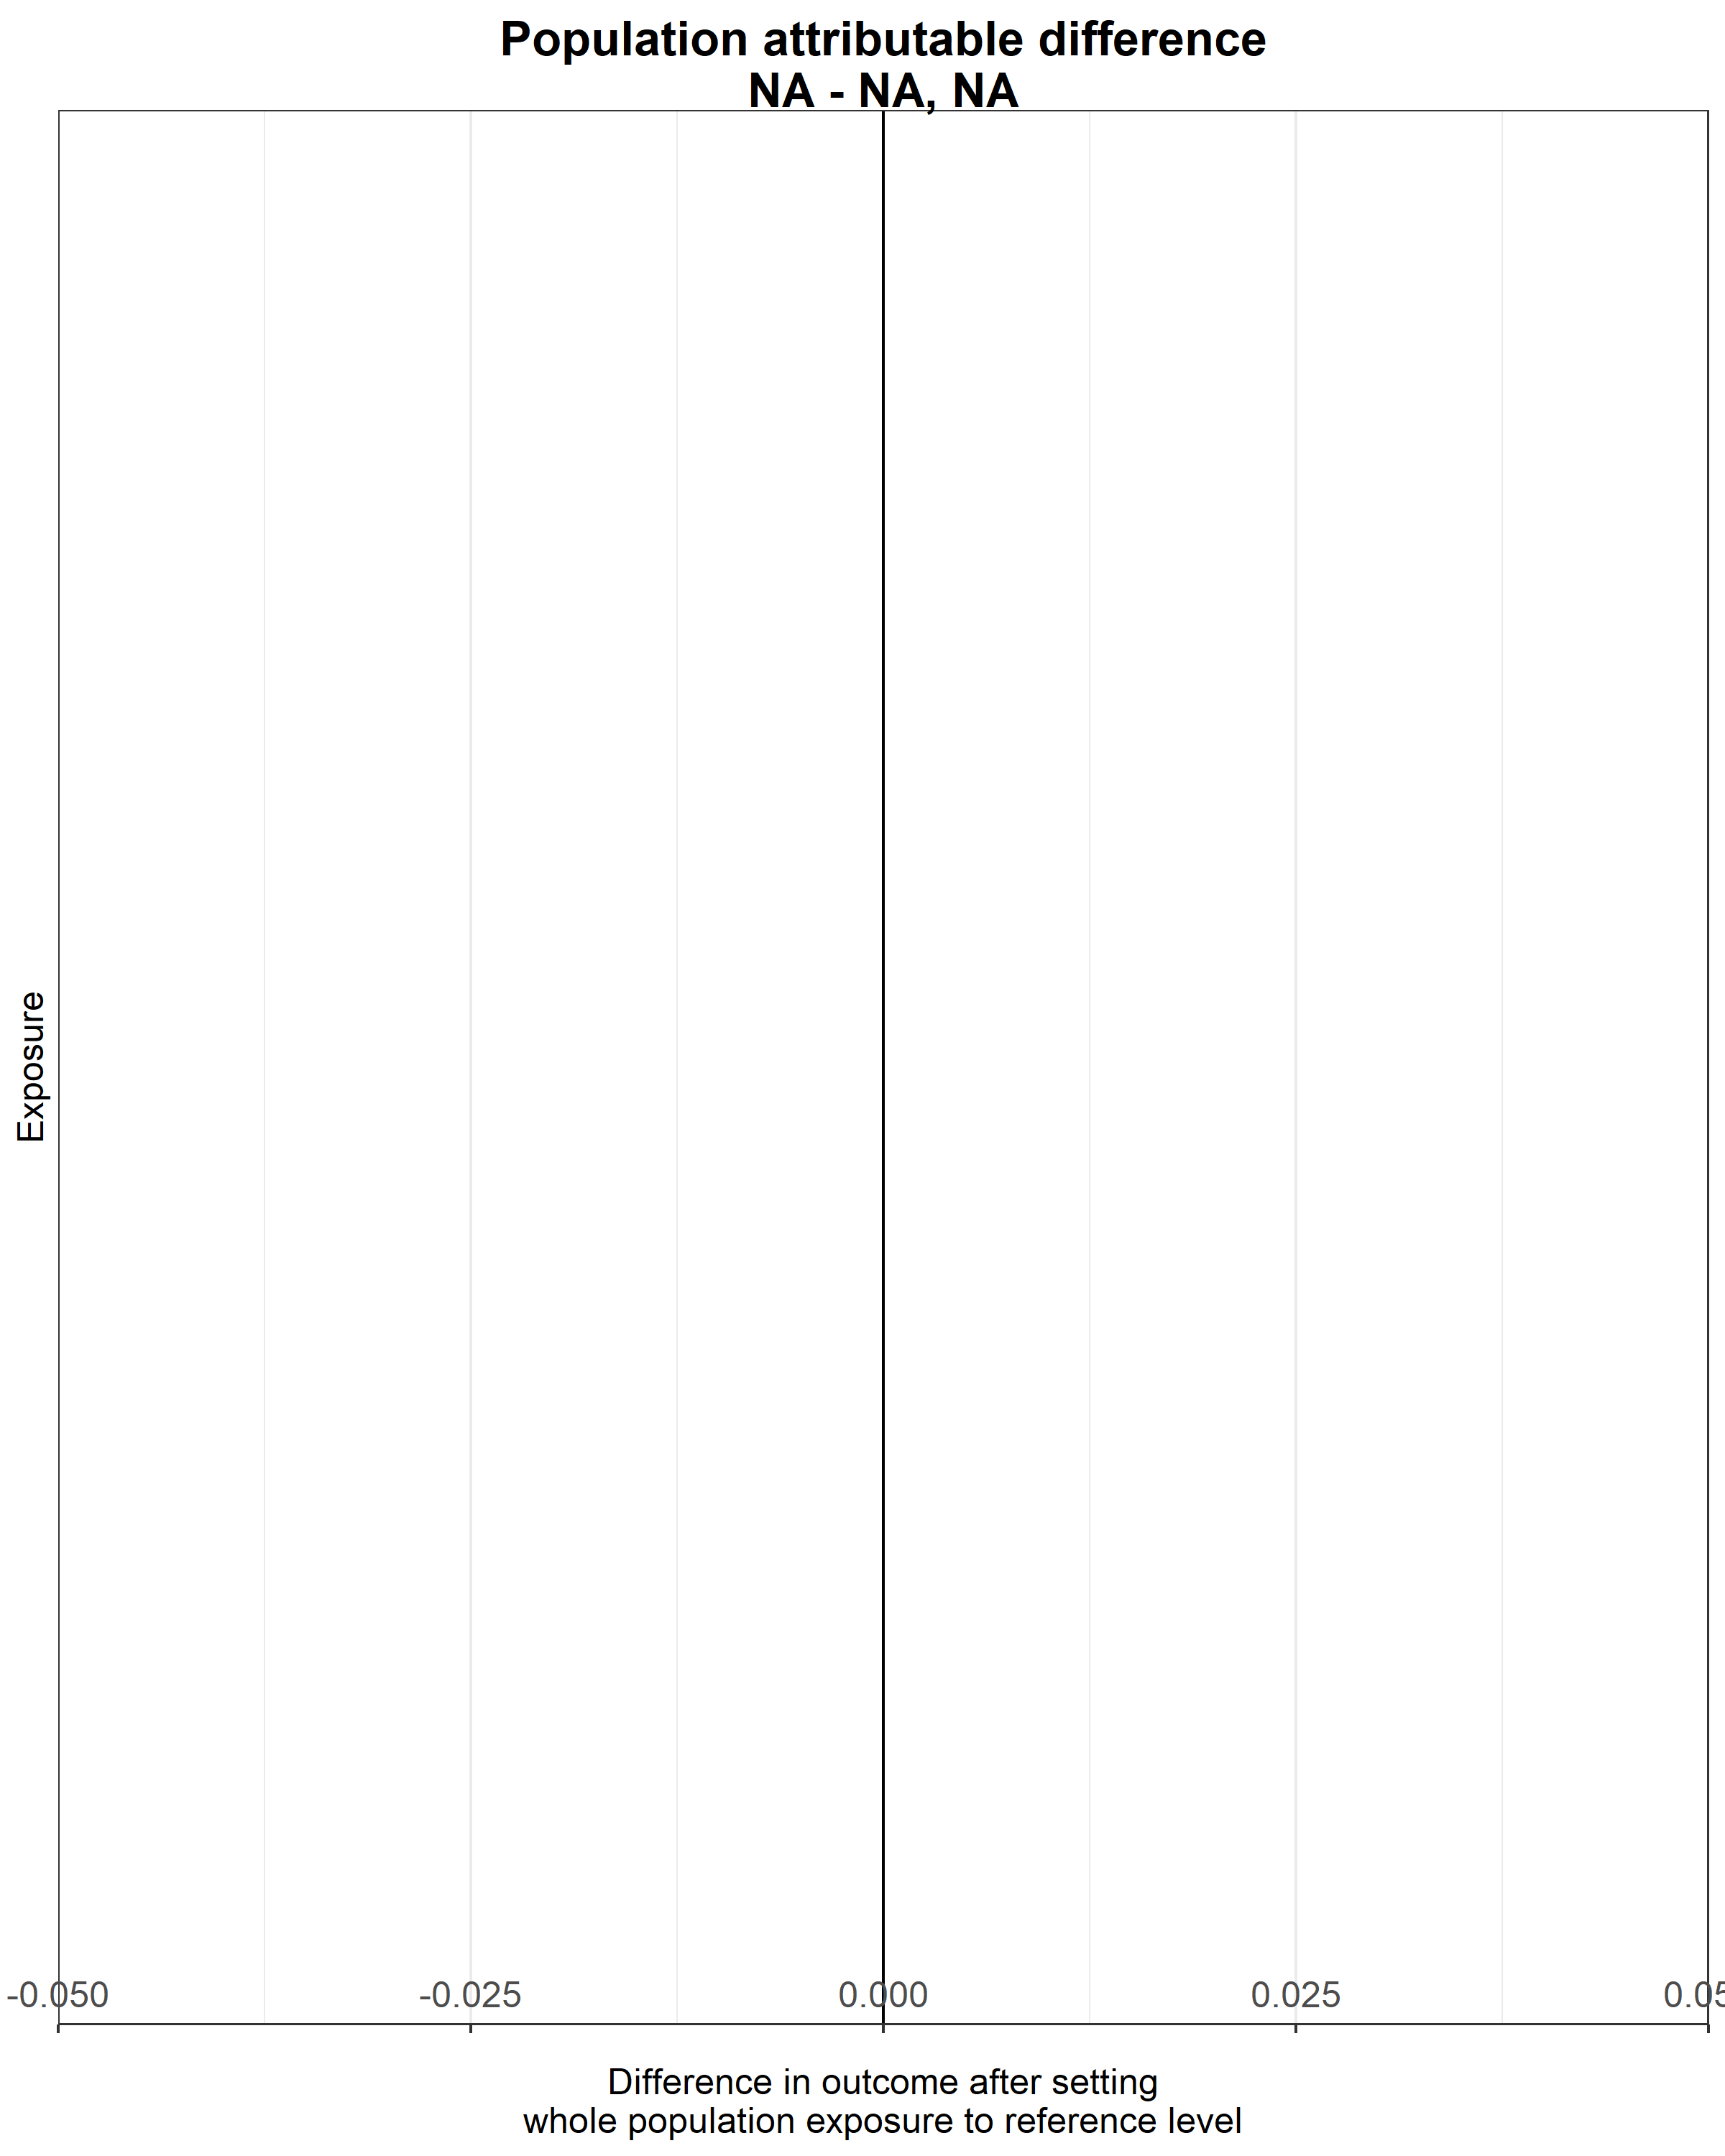 Population attributable difference
NA - NA, NA
Exposure
-0.050 -0.025 0.000 0.025 0.05
Difference in outcome after setting
whole population exposure to reference level